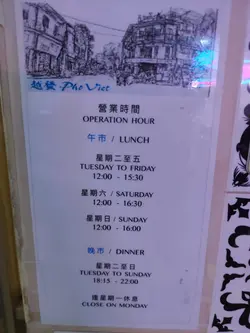 越發 Pho Viet
營業時間
OPERATION HOUR
午市 / LUNCH
星期二至五
TUESDAY TO FRIDAY
12:00 - 15:30
星期六 / SATURDAY
12:00 - 16:30
星期日 / SUNDAY
12:00 - 16:00
晚市 / DINNER
星期二至日
TUESDAY TO SUNDAY
18:15 - 22:00
逢星期一休息
CLOSE ON MONDAY